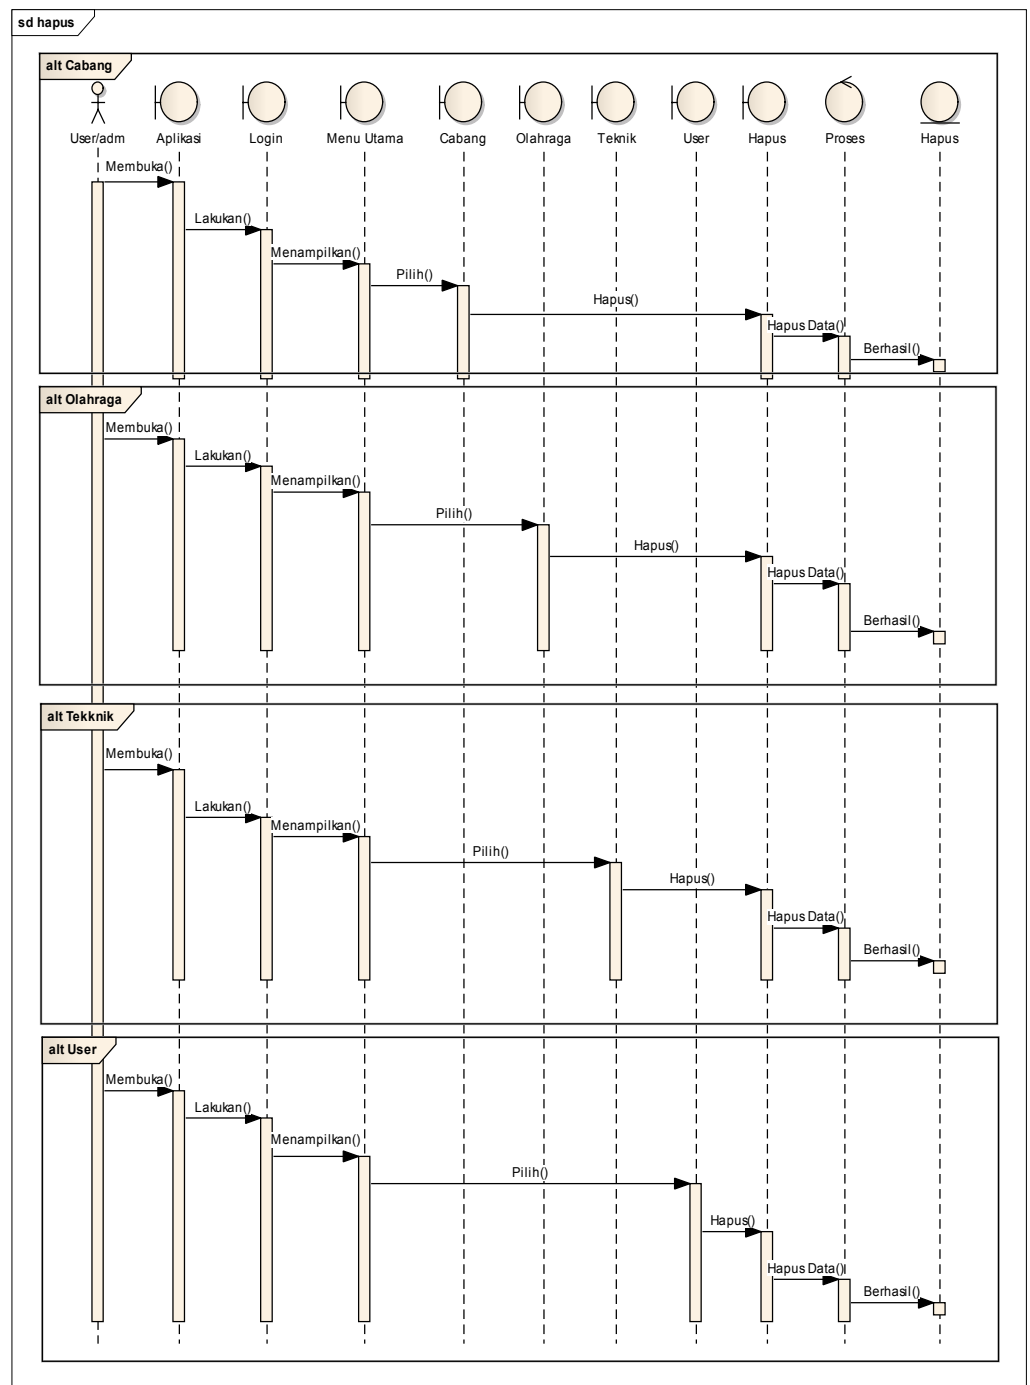 sd hapus
alt Cabang
User/adm Aplikasi Login Menu Utama Cabang Olahraga Teknik User Hapus Proses Hapus
Membuka()
Lakukan()
Menampilkan()
Pilih()
Hapus()
Hapus Data()
Berhasil()
alt Olahraga
Membuka()
Lakukan()
Menampilkan()
Pilih()
Hapus()
Hapus Data()
Berhasil()
alt Tekknik
Membuka()
Lakukan()
Menampilkan()
Pilih()
Hapus()
Hapus Data()
Berhasil()
alt User
Membuka()
Lakukan()
Menampilkan()
Pilih()
Hapus()
Hapus Data()
Berhasil()